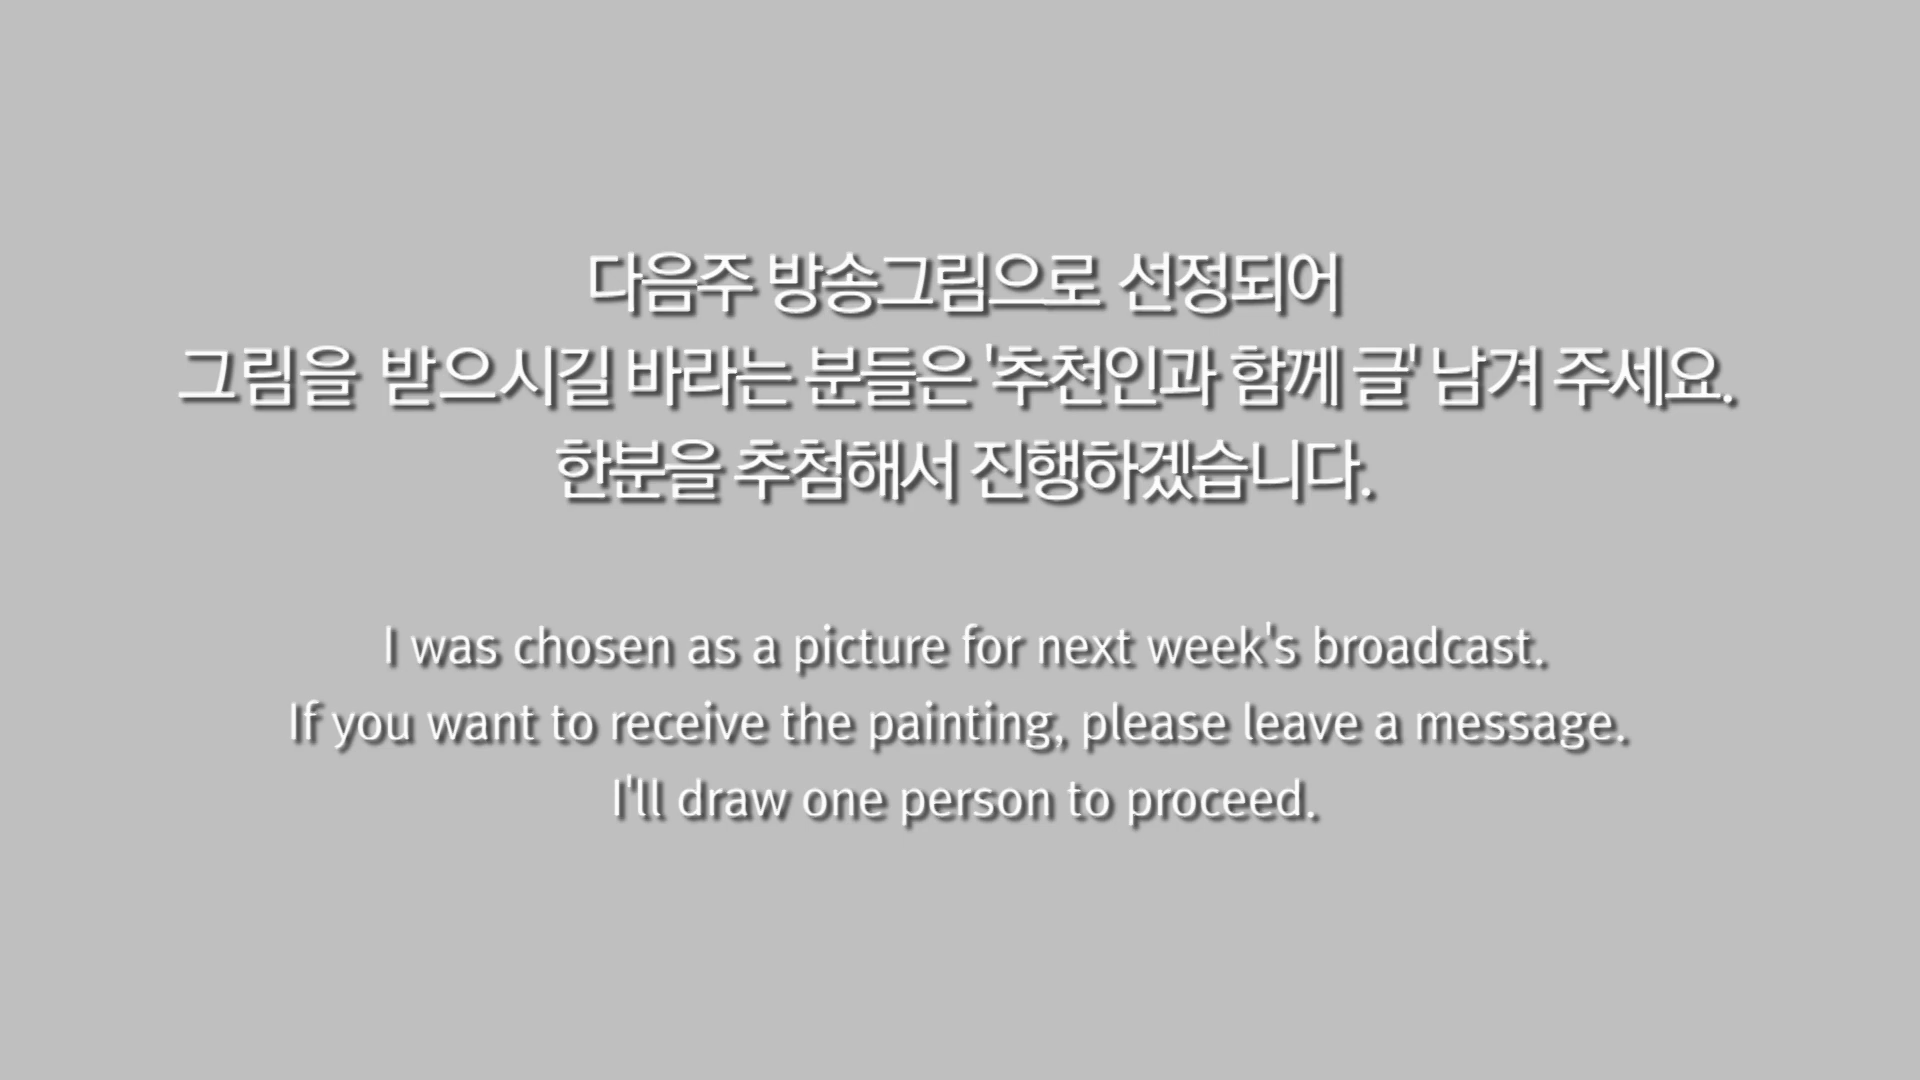 다음주 방송그림으로 선정되어
그림을 받으시길 바라는 분들은 '추천인과 함께 글' 남겨 주세요.
한분을 추첨해서 진행하겠습니다.
I was chosen as a picture for next week's broadcast.
If you want to receive the painting, please leave a message.
I'll draw one person to proceed.